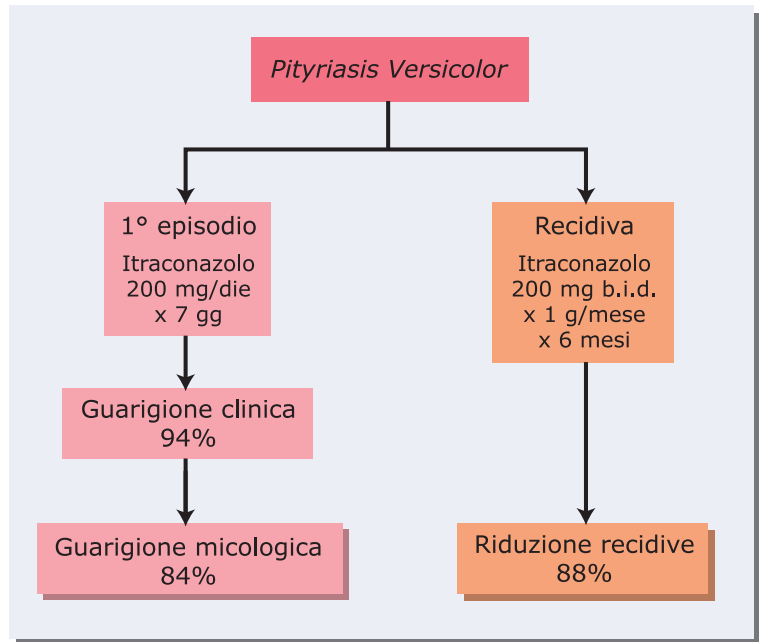 Pityriasis Versicolor
1° episodio
Itraconazolo
200 mg/die
x 7 gg
Recidiva
Itraconazolo
200 mg b.i.d.
x 1 g/mese
x 6 mesi
Guarigione clinica
94%
Guarigione micologica
84%
Riduzione recidive
88%